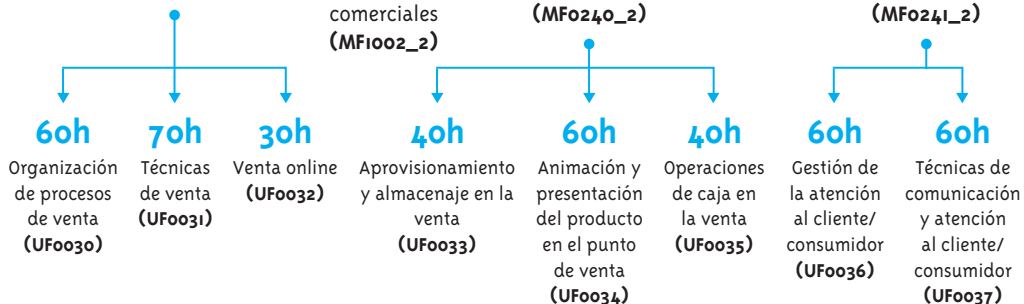 comerciales
(MF1002_2)
(MF0240_2)
(MF0241_2)
60h
Organización
de procesos
de venta
(UF0030)
70h
Técnicas
de venta
(UF0031)
30h
Venta online
(UF0032)
40h
Aprovisionamiento
y almacenaje en la
venta
(UF0033)
60h
Animación y
presentación
del producto
en el punto
de venta
(UF0034)
40h
Operaciones
de caja en
la venta
(UF0035)
60h
Gestión de
la atención
al cliente/
consumidor
(UF0036)
60h
Técnicas de
comunicación
y atención
al cliente/
consumidor
(UF0037)